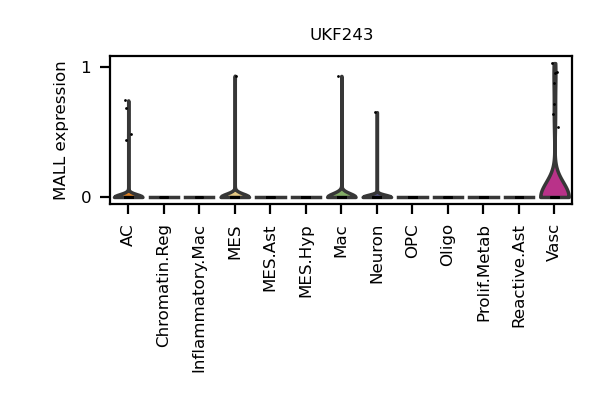 UKF243
MALL expression
1
0
AC
Chromatin.Reg
Inflammatory.Mac
MES
MES.Ast
MES.Hyp
Mac
Neuron
OPC
Oligo
Prolif.Metab
Reactive.Ast
Vasc